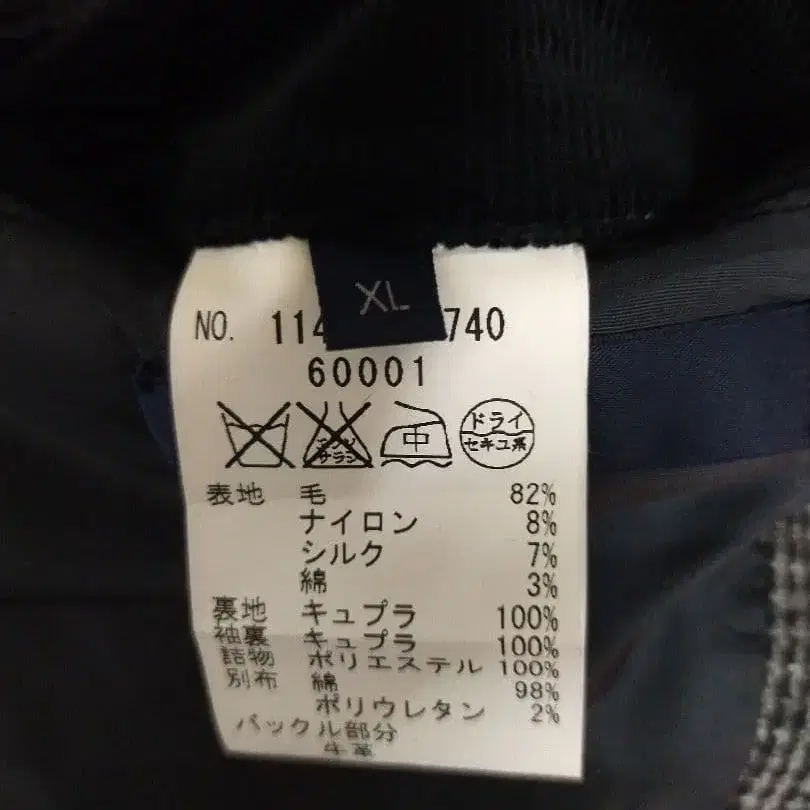 XL
NO. 114 740
60001
中
ドライ
セキユ系
表地 毛 82%
ナイロン 8%
シルク 7%
綿 3%
裏地 キュプラ 100%
袖裏 キュプラ 100%
詰物 ポリエステル 100%
別布 綿 98%
ポリウレタン 2%
バックル部分
牛革